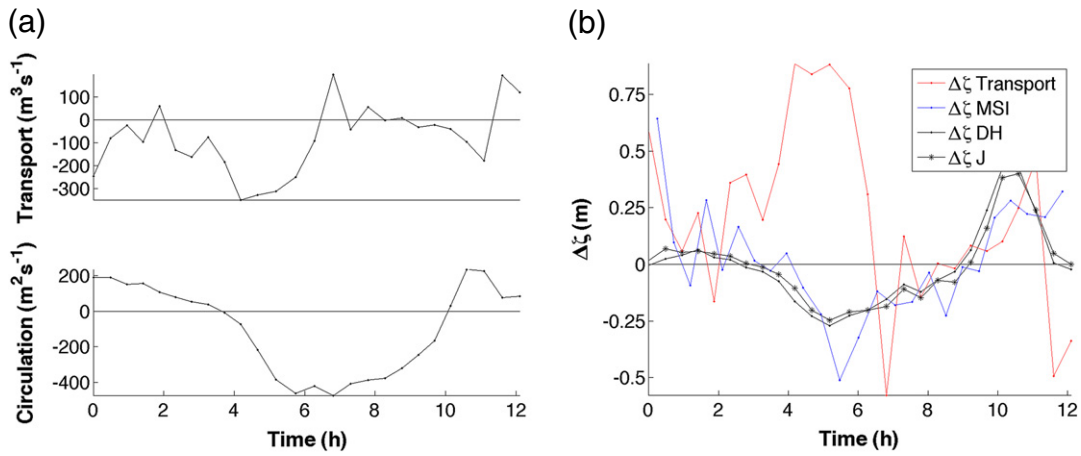 (a)
Transport (m³s⁻¹)
100
0
-100
-200
-300
Circulation (m²s⁻¹)
200
0
-200
-400
0
2
4
6
8
10
12
Time (h)
(b)
Δζ (m)
0.75
0.5
0.25
0
-0.25
-0.5
Δζ Transport
Δζ MSI
Δζ DH
Δζ J
0
2
4
6
8
10
12
Time (h)